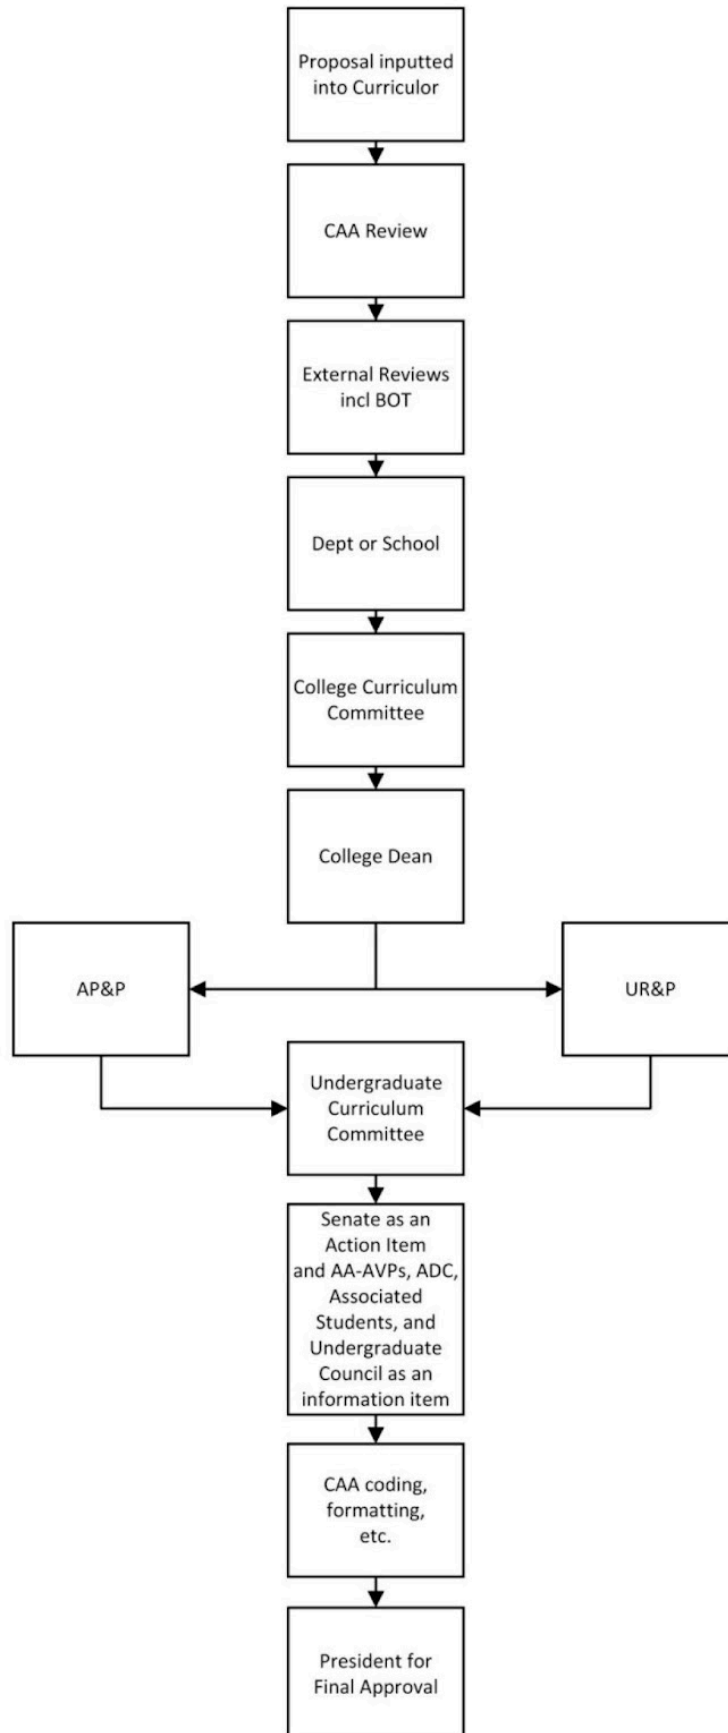 Proposal inputted
into Curriculor
CAA Review
External Reviews
incl BOT
Dept or School
College Curriculum
Committee
College Dean
AP&P
UR&P
Undergraduate
Curriculum
Committee
Senate as an
Action Item
and AA-AVPs, ADC,
Associated
Students, and
Undergraduate
Council as an
information item
CAA coding,
formatting,
etc.
President for
Final Approval